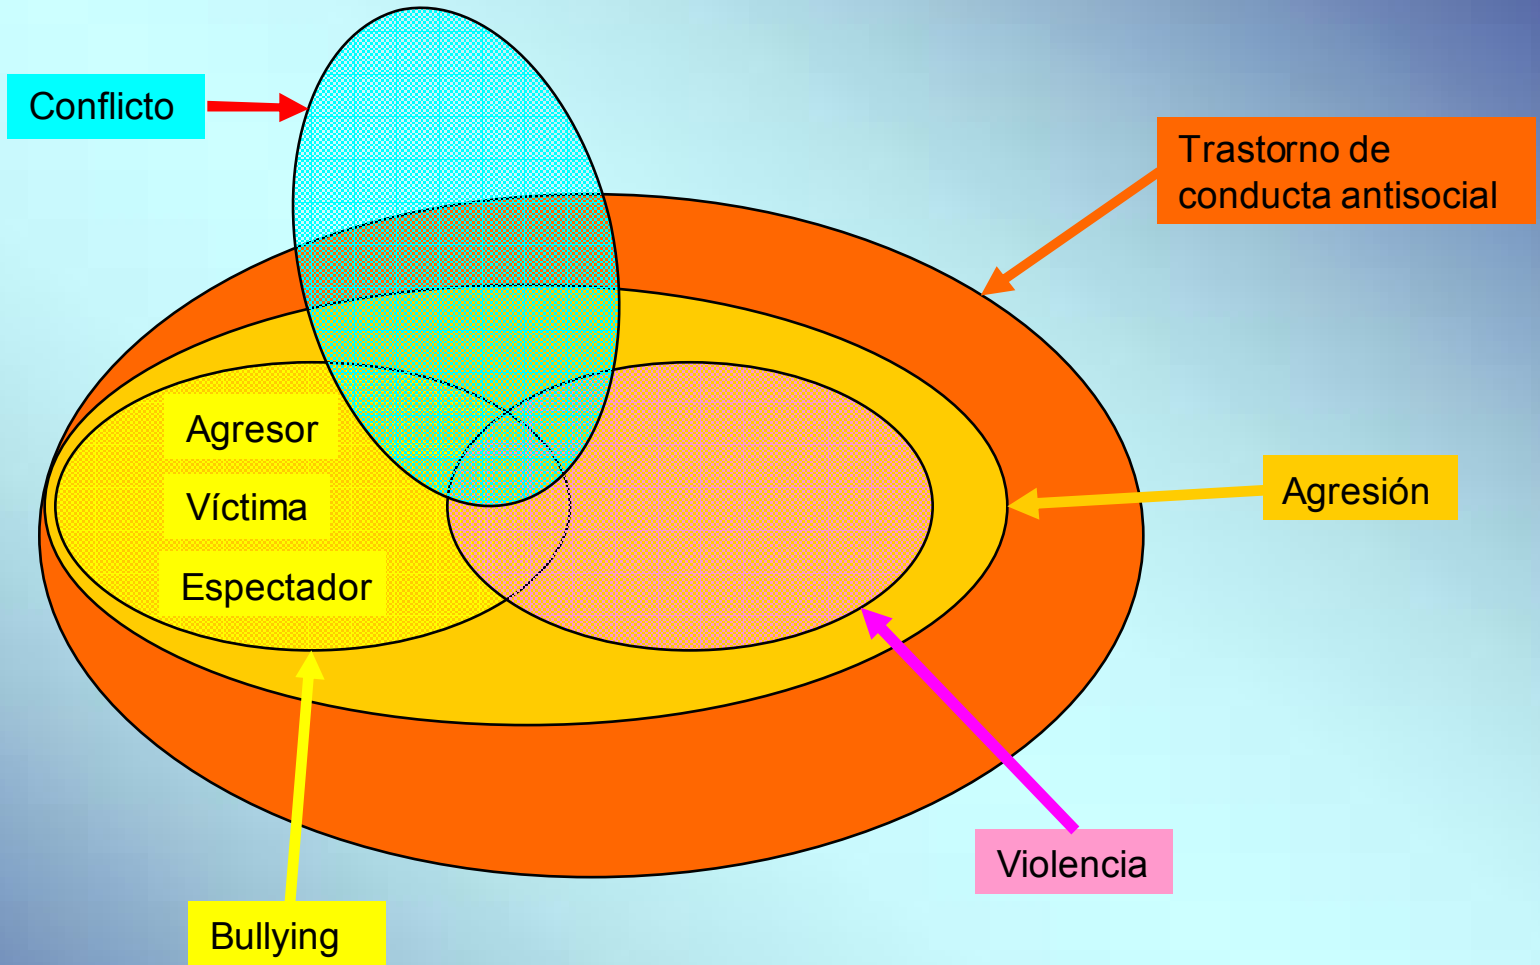 Conflicto
Trastorno de
conducta antisocial
Agresor
Víctima
Espectador
Agresión
Violencia
Bullying